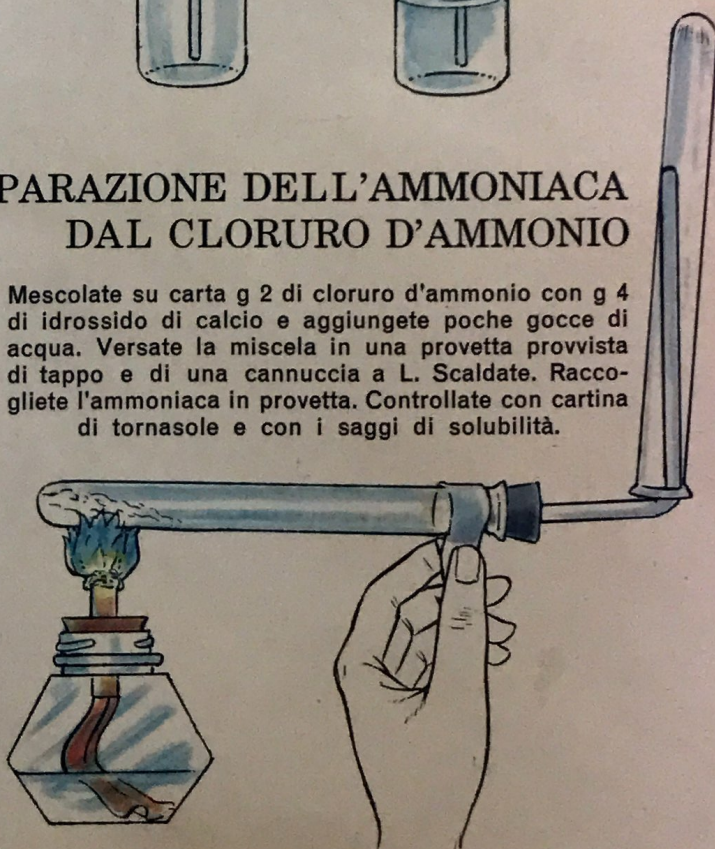 PARAZIONE DELL'AMMONIACA
DAL CLORURO D'AMMONIO
Mescolate su carta g 2 di cloruro d'ammonio con g 4
di idrossido di calcio e aggiungete poche gocce di
acqua. Versate la miscela in una provetta provvista
di tappo e di una cannuccia a L. Scaldate. Racco-
gliete l'ammoniaca in provetta. Controllate con cartina
di tornasole e con i saggi di solubilità.